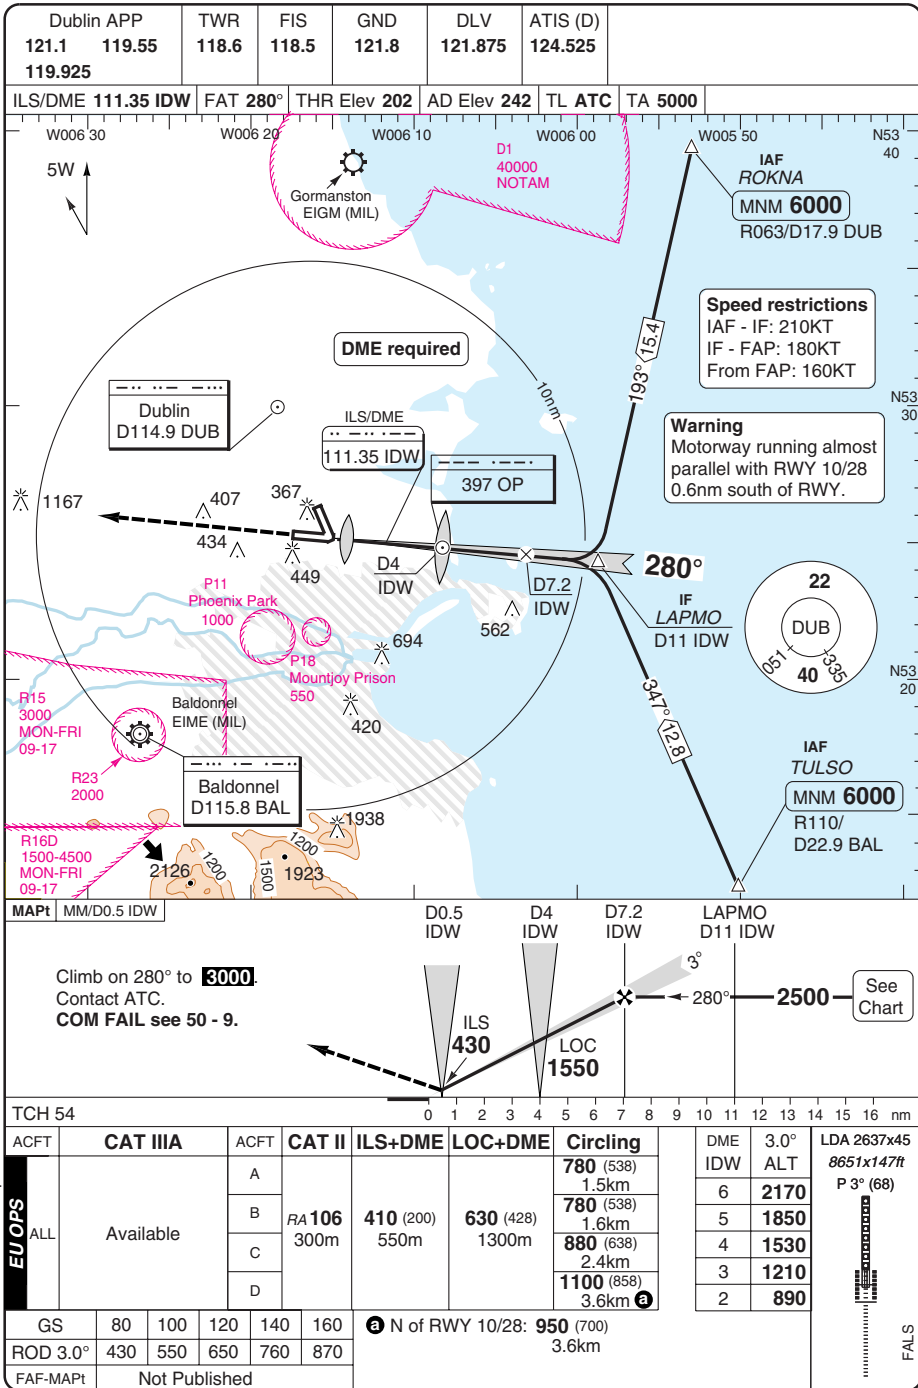 Dublin APP TWR FIS GND DLV ATIS (D)
121.1 119.55 118.6 118.5 121.8 121.875 124.525
119.925
ILS/DME 111.35 IDW FAT 280° THR Elev 202 AD Elev 242 TL ATC TA 5000
W006 30 W006 20 W006 10 W006 00 W005 50 N53
40
5W
Gormanston
EIGM (MIL)
D1
40000
NOTAM
IAF
ROKNA
MNM 6000
R063/D17.9 DUB
Speed restrictions
IAF - IF: 210KT
IF - FAP: 180KT
From FAP: 160KT
DME required
10nm
193° 15.4
N53
30
Dublin
D114.9 DUB
ILS/DME
111.35 IDW
397 OP
Warning
Motorway running almost
parallel with RWY 10/28
0.6nm south of RWY.
1167
407
367
434
449
D4
IDW
D7.2
IDW
280°
IF
LAPMO
D11 IDW
562
694
420
P11
Phoenix Park
1000
P18
Mountjoy Prison
550
22
DUB
051
335
40
N53
20
347° 12.8
R15
3000
MON-FRI
09-17
Baldonnel
EIME (MIL)
R23
2000
Baldonnel
D115.8 BAL
IAF
TULSO
MNM 6000
R110/
D22.9 BAL
R16D
1500-4500
MON-FRI
09-17
1938
2126
1200
1500
1200
1923
MAPt MM/D0.5 IDW
D0.5 D4 D7.2 LAPMO
IDW IDW IDW D11 IDW
Climb on 280° to 3000.
Contact ATC.
COM FAIL see 50 - 9.
3°
280°
2500
See
Chart
ILS
430
LOC
1550
TCH 54
0 1 2 3 4 5 6 7 8 9 10 11 12 13 14 15 16 nm
ACFT CAT IIIA ACFT CAT II ILS+DME LOC+DME Circling
EU OPS
ALL
Available
A
B
C
D
RA 106
300m
410 (200)
550m
630 (428)
1300m
780 (538)
1.5km
780 (538)
1.6km
880 (638)
2.4km
1100 (858)
3.6km a
DME 3.0°
IDW ALT
6 2170
5 1850
4 1530
3 1210
2 890
LDA 2637x45
8651x147ft
P 3° (68)
FALS
GS 80 100 120 140 160
ROD 3.0° 430 550 650 760 870
FAF-MAPt Not Published
a N of RWY 10/28: 950 (700)
3.6km